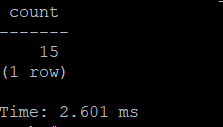 count
-------
15
(1 row)
Time: 2.601 ms